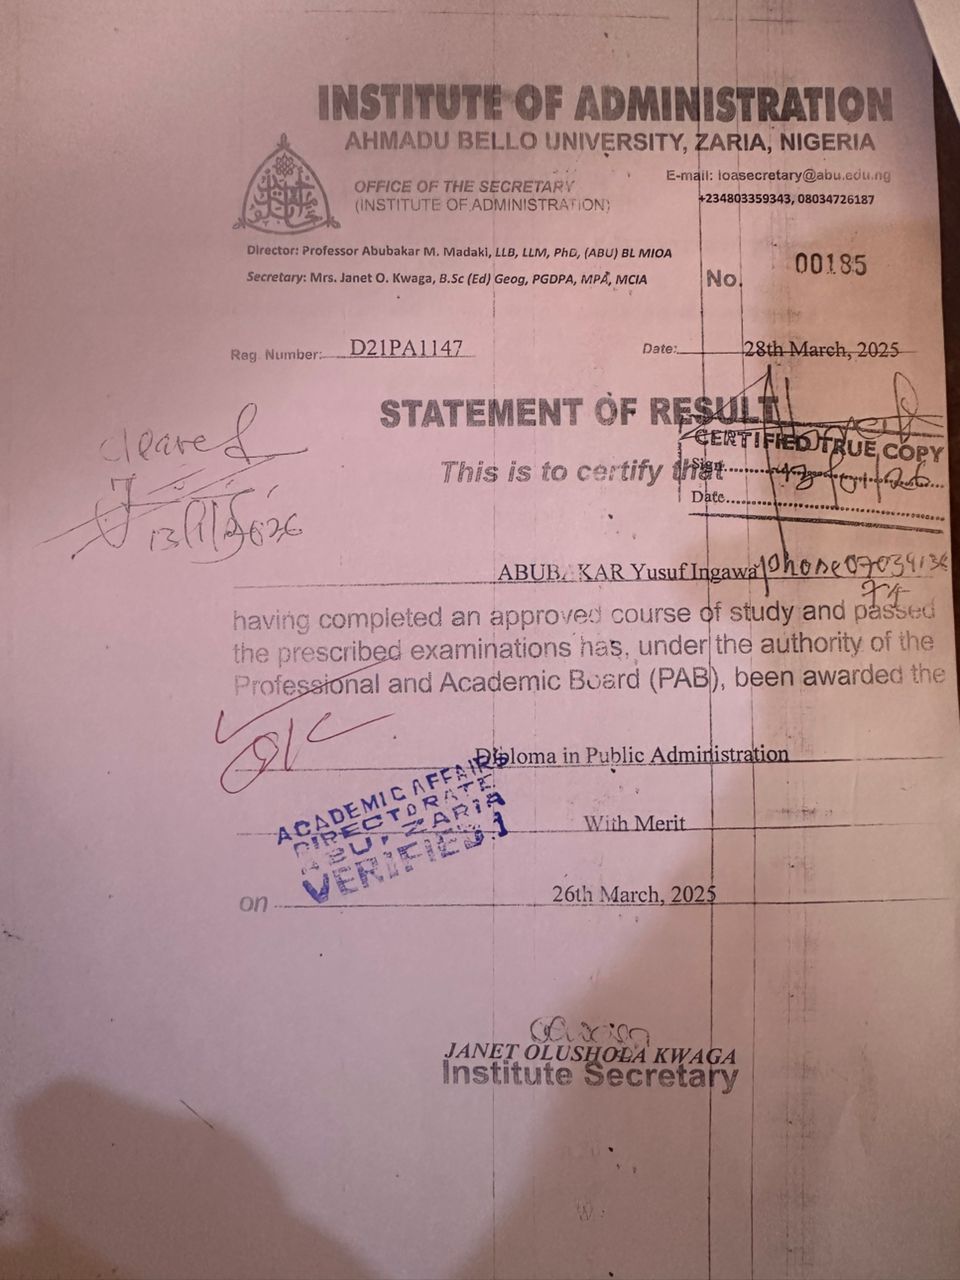 INSTITUTE OF ADMINISTRATION
AHMADU BELLO UNIVERSITY, ZARIA, NIGERIA
E-mail: ioasecretary@abu.edu.ng
OFFICE OF THE SECRETARY
(INSTITUTE OF ADMINISTRATION)
+234803359343, 08034726187
Director: Professor Abubakar M. Madaki, LLB, LLM, PhD, (ABU) BL MIOA
Secretary: Mrs. Janet O. Kwaga, B.Sc (Ed) Geog, PGDPA, MPA, MCIA
No. 00185
Reg. Number: D21PA1147
Date: 28th March, 2025
STATEMENT OF RESULT
CERTIFIED TRUE COPY
Sign
Date
Cleared
13/1/2026
This is to certify that
ABUBAKAR Yusuf Ingawa
phone
having completed an approved course of study and passed
the prescribed examinations has, under the authority of the
Professional and Academic Board (PAB), been awarded the
OK
Diploma in Public Administration
ACADEMIC AFFAIRS
DIRECTORATE
ABU, ZARIA
VERIFIED
With Merit
on 26th March, 2025
JANET OLUSHOLA KWAGA
Institute Secretary